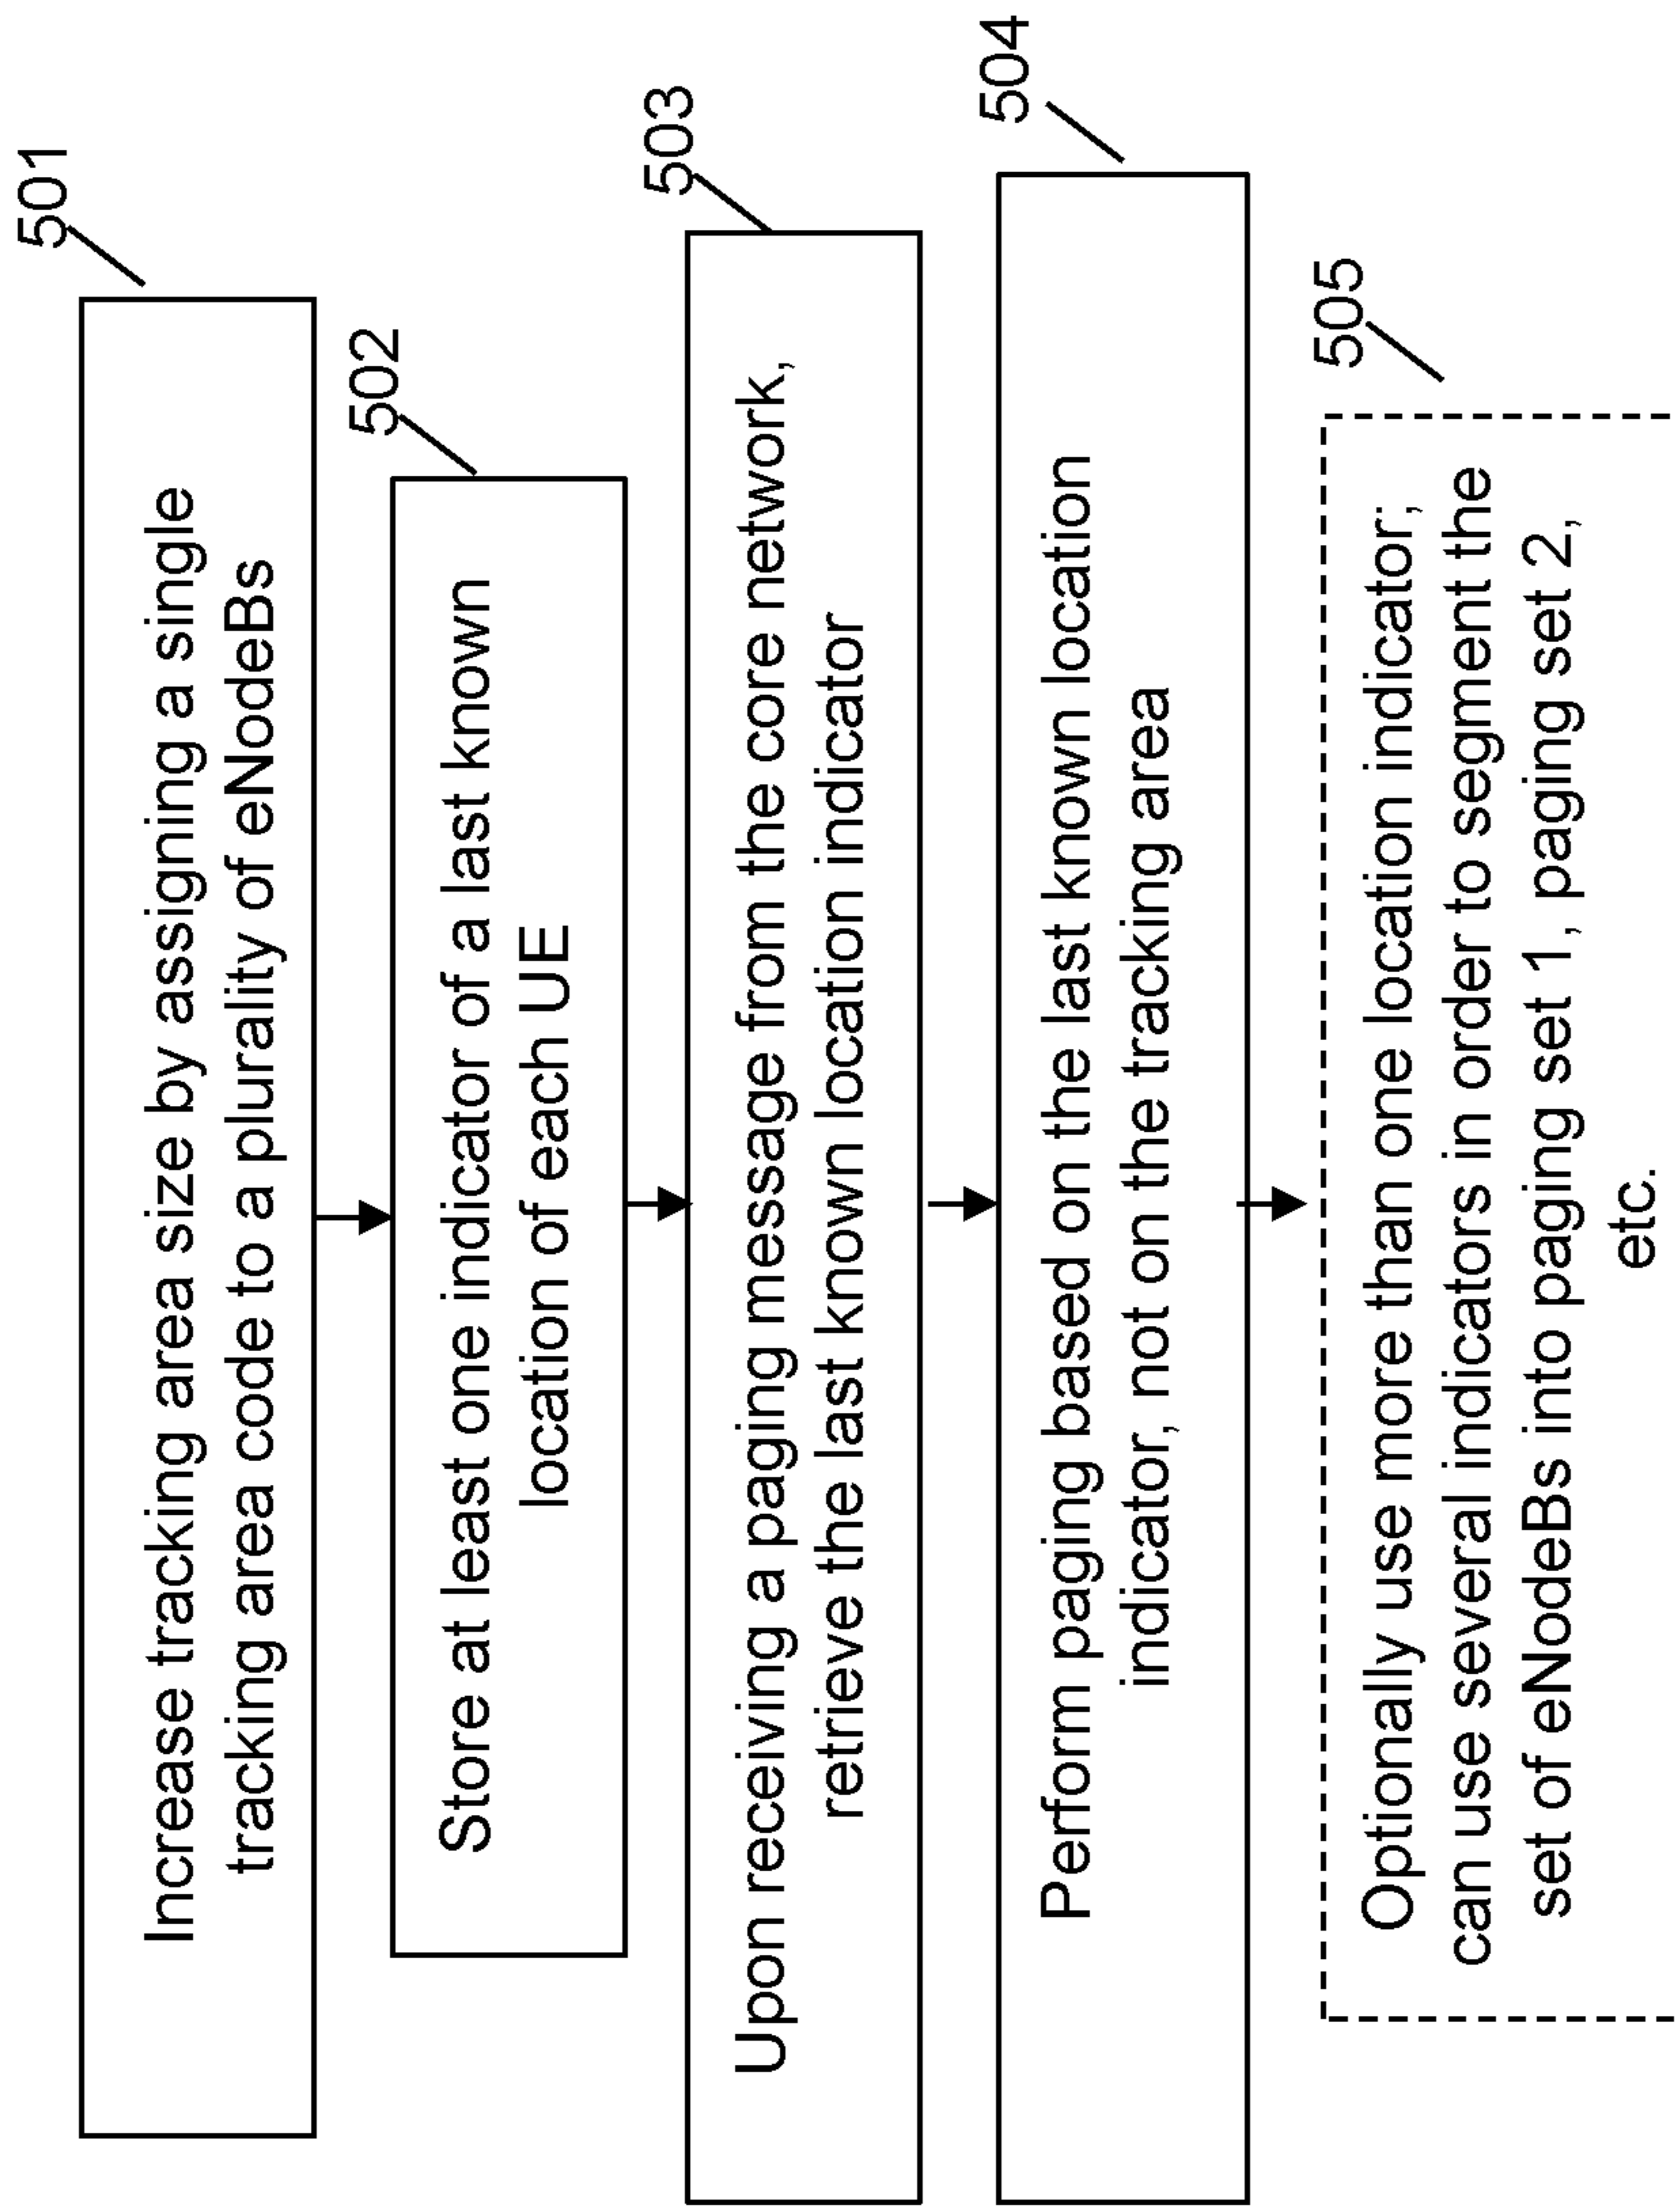 501
Increase tracking area size by assigning a single
tracking area code to a plurality of eNodeBs
502
Store at least one indicator of a last known
location of each UE
503
Upon receiving a paging message from the core network,
retrieve the last known location indicator
504
Perform paging based on the last known location
indicator, not on the tracking area
505
Optionally use more than one location indicator;
can use several indicators in order to segment the
set of eNodeBs into paging set 1, paging set 2,
etc.